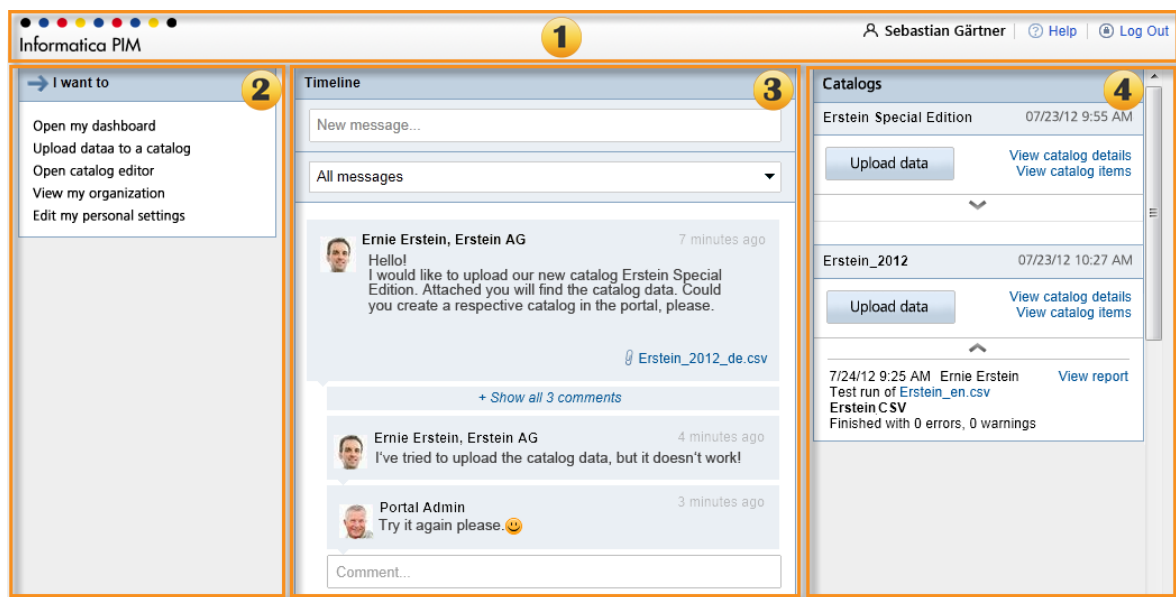 Informatica PIM
1
Sebastian Gärtner
Help
Log Out
I want to
2
Open my dashboard
Upload dataa to a catalog
Open catalog editor
View my organization
Edit my personal settings
Timeline
3
New message...
All messages
Ernie Erstein, Erstein AG
7 minutes ago
Hello!
I would like to upload our new catalog Erstein Special
Edition. Attached you will find the catalog data. Could
you create a respective catalog in the portal, please.
Erstein_2012_de.csv
+ Show all 3 comments
Ernie Erstein, Erstein AG
4 minutes ago
I've tried to upload the catalog data, but it doesn't work!
Portal Admin
3 minutes ago
Try it again please.
Comment...
Catalogs
4
Erstein Special Edition
07/23/12 9:55 AM
Upload data
View catalog details
View catalog items
Erstein_2012
07/23/12 10:27 AM
Upload data
View catalog details
View catalog items
7/24/12 9:25 AM Ernie Erstein
View report
Test run of Erstein_en.csv
Erstein CSV
Finished with 0 errors, 0 warnings